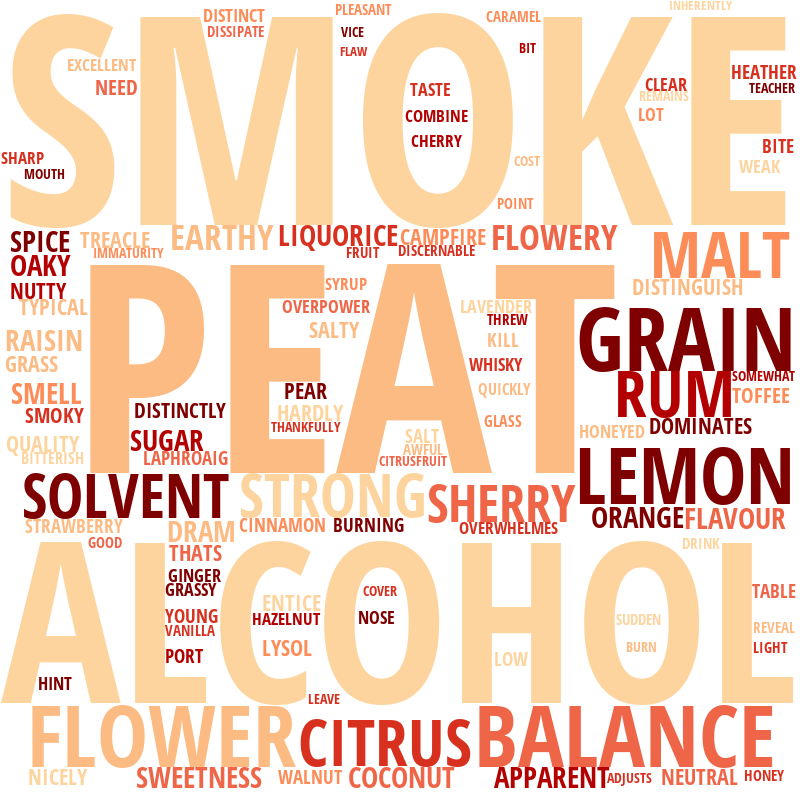 INHERENTLY
PLEASANT
DISTINCT
CARAMEL
DISSIPATE
VICE
BIT
FLAW
SMOKE
EXCELLENT
HEATHER
NEED
TASTE
CLEAR
TEACHER
REMAINS
COMBINE
LOT
CHERRY
BITE
SHARP
COST
WEAK
MOUTH
POINT
SPICE
TREACLE
EARTHY
LIQUORICE
CAMPFIRE
FLOWERY
IMMATURITY
FRUIT
DISCERNABLE
MALT
OAKY
NUTTY
SYRUP
DISTINGUISH
TYPICAL
OVERPOWER
LAVENDER
THREW
SALTY
RAISIN
KILL
GRAIN
PEAT
GRASS
WHISKY
SOMEWHAT
SMELL
PEAR
QUICKLY
RUM
TOFFEE
SMOKY
DISTINCTLY
HARDLY
GLASS
THANKFULLY
HONEYED
DOMINATES
QUALITY
SUGAR
SALT
AWFUL
BITTERISH
LAPHROAIG
CITRUSFRUIT
LEMON
SOLVENT
STRONG
SHERRY
ORANGE
FLAVOUR
STRAWBERRY
DRAM
CINNAMON
BURNING
OVERWHELMES
GOOD
THATS
DRINK
ALCOHOL
GINGER
GRASSY
COVER
TABLE
ENTICE
YOUNG
HAZELNUT
NOSE
SUDDEN
VANILLA
REVEAL
LYSOL
BURN
LIGHT
PORT
LOW
HINT
LEAVE
FLOWER
CITRUS
BALANCE
NICELY
SWEETNESS
WALNUT
COCONUT
APPARENT
ADJUSTS
NEUTRAL
HONEY